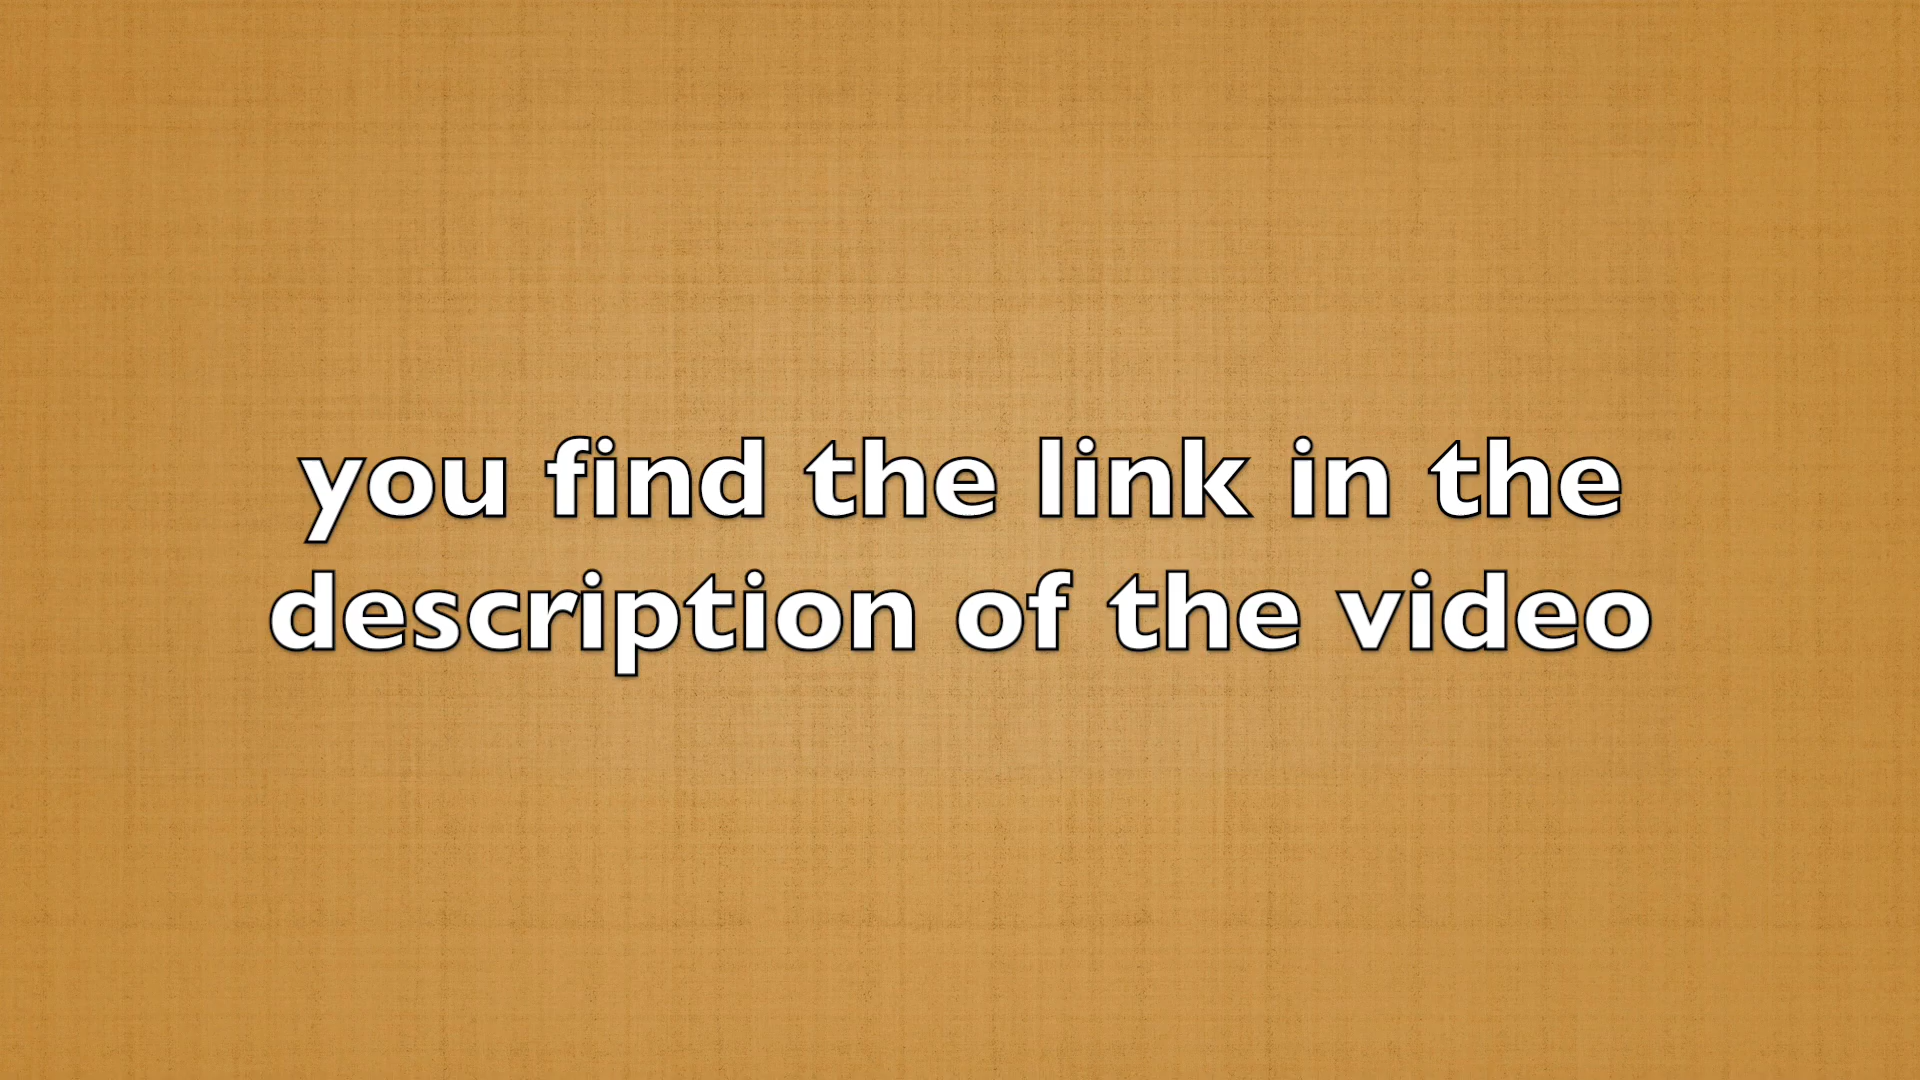 you find the link in the
description of the video